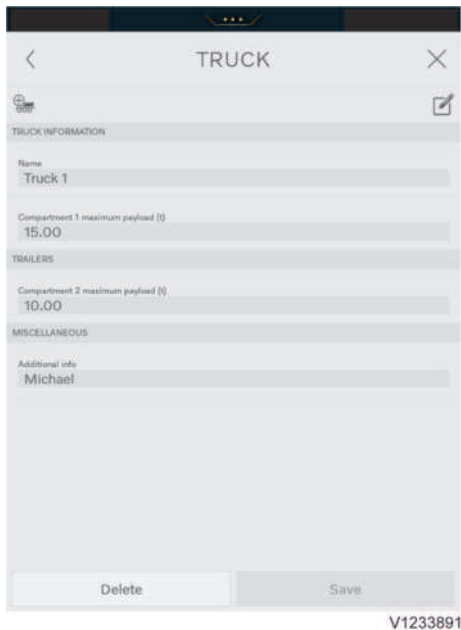 TRUCK
TRUCK INFORMATION
Name
Truck 1
Compartment 1 maximum payload (t)
15.00
TRAILERS
Compartment 2 maximum payload (t)
10.00
MISCELLANEOUS
Additional info
Michael
Delete
Save
V1233891